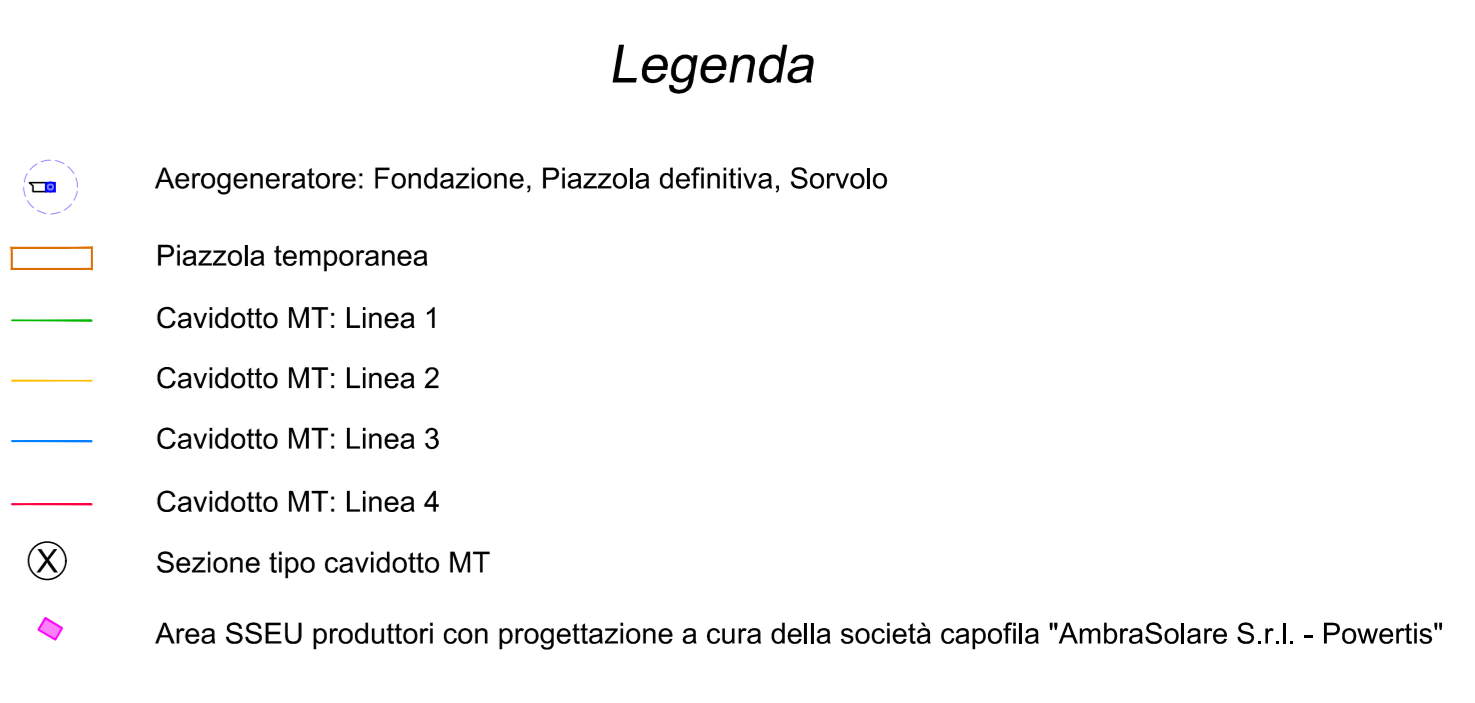 Legenda
Aerogeneratore: Fondazione, Piazzola definitiva, Sorvolo
Piazzola temporanea
Cavidotto MT: Linea 1
Cavidotto MT: Linea 2
Cavidotto MT: Linea 3
Cavidotto MT: Linea 4
X Sezione tipo cavidotto MT
Area SSEU produttori con progettazione a cura della società capofila "AmbraSolare S.r.l. - Powertis"